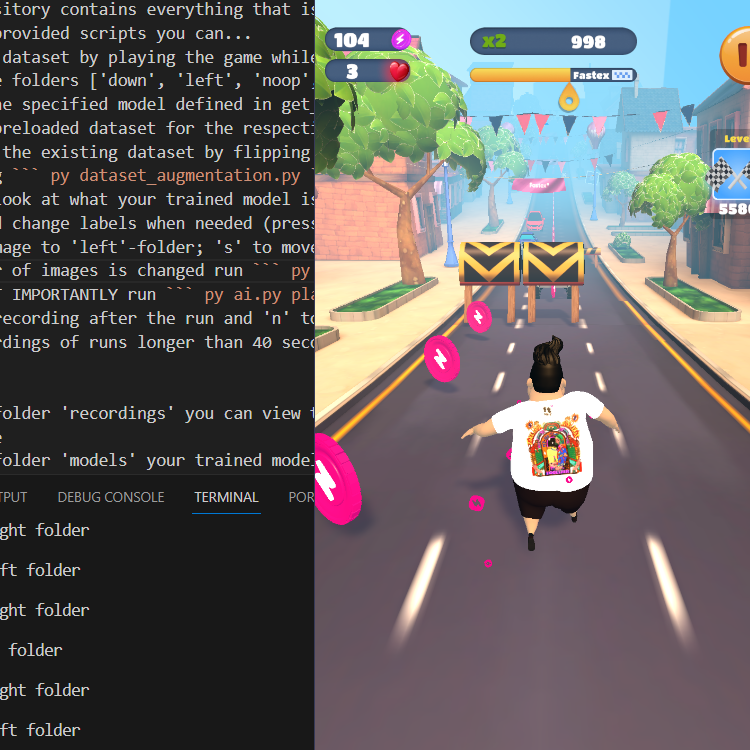 sitory contains everything that is
provided scripts you can...
dataset by playing the game while
e folders ['down', 'left', 'noop',
he specified model defined in get_
preloaded dataset for the respecti
the existing dataset by flipping
g ``` py dataset_augmentation.py
look at what your trained model is
d change labels when needed (press
mage to 'left'-folder; 's' to move
r of images is changed run ``` py
T IMPORTANTLY run ``` py ai.py pla
recording after the run and 'n' to
rdings of runs longer than 40 seco
folder 'recordings' you can view t
e
folder 'models' your trained mode
TPUT DEBUG CONSOLE TERMINAL POR
ght folder
ft folder
ght folder
folder
ght folder
ft folder
104
3
x2 998
Fastex
Leve
558